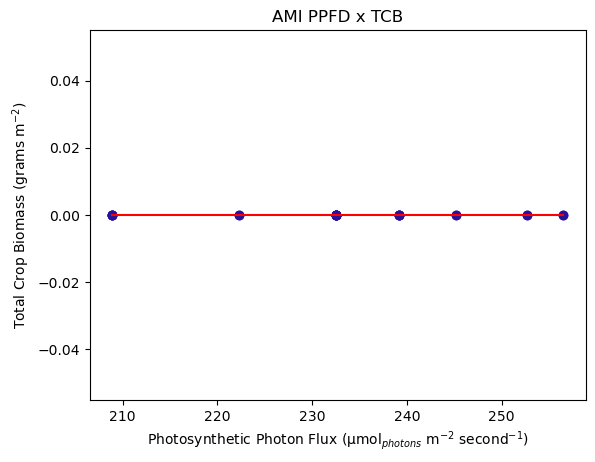 AMI PPFD x TCB
Total Crop Biomass (grams m⁻²)
0.04
0.02
0.00
−0.02
−0.04
210 220 230 240 250
Photosynthetic Photon Flux (μmol_photons m⁻² second⁻¹)